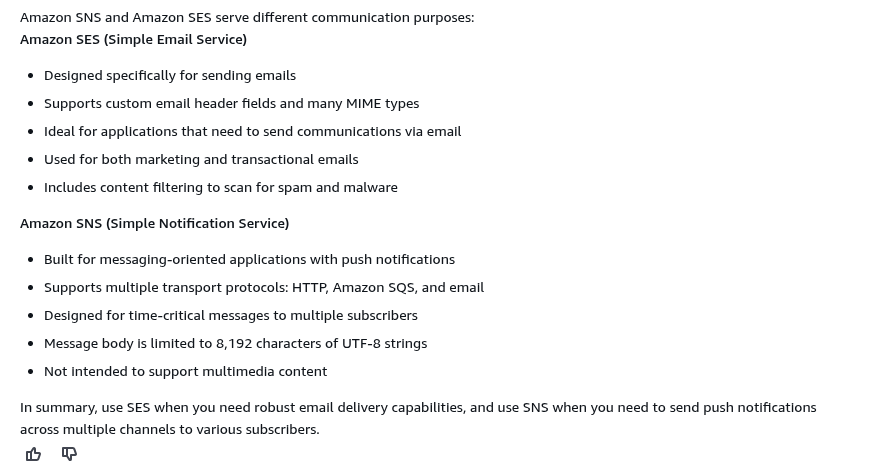 Amazon SNS and Amazon SES serve different communication purposes:
Amazon SES (Simple Email Service)
• Designed specifically for sending emails
• Supports custom email header fields and many MIME types
• Ideal for applications that need to send communications via email
• Used for both marketing and transactional emails
• Includes content filtering to scan for spam and malware
Amazon SNS (Simple Notification Service)
• Built for messaging-oriented applications with push notifications
• Supports multiple transport protocols: HTTP, Amazon SQS, and email
• Designed for time-critical messages to multiple subscribers
• Message body is limited to 8,192 characters of UTF-8 strings
• Not intended to support multimedia content
In summary, use SES when you need robust email delivery capabilities, and use SNS when you need to send push notifications
across multiple channels to various subscribers.